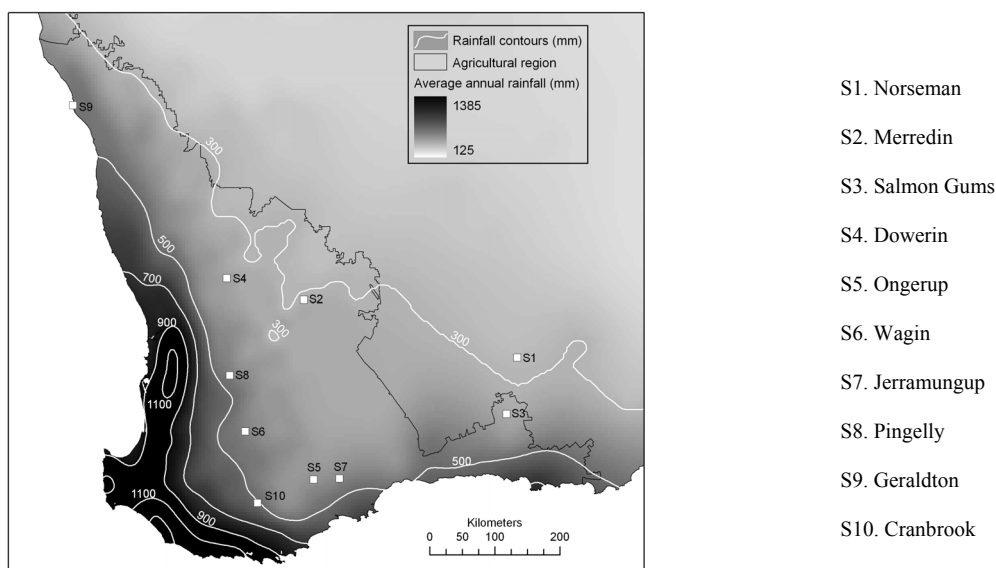 Rainfall contours (mm)
Agricultural region
Average annual rainfall (mm)
1385
125
S9
300
500
S4
700
S2
300
900
300
S1
S8
1100
S3
S6
500
S5 S7
S10
1100
900
Kilometers
0 50 100 200
S1. Norseman
S2. Merredin
S3. Salmon Gums
S4. Dowerin
S5. Ongerup
S6. Wagin
S7. Jerramungup
S8. Pingelly
S9. Geraldton
S10. Cranbrook